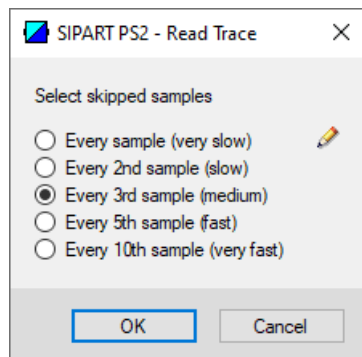 SIPART PS2 - Read Trace
Select skipped samples
Every sample (very slow)
Every 2nd sample (slow)
Every 3rd sample (medium)
Every 5th sample (fast)
Every 10th sample (very fast)
OK
Cancel